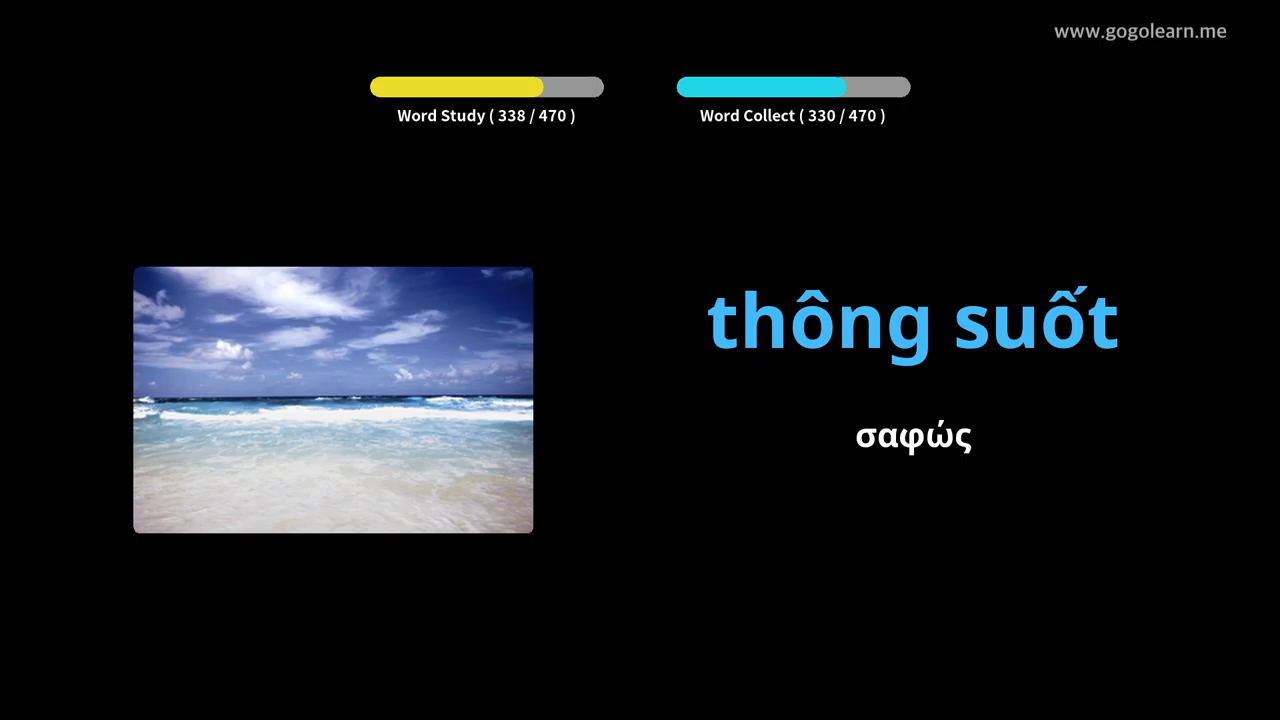 www.gogolearn.me
Word Study ( 338 / 470 )
Word Collect ( 330 / 470 )
thông suốt
σαφώς